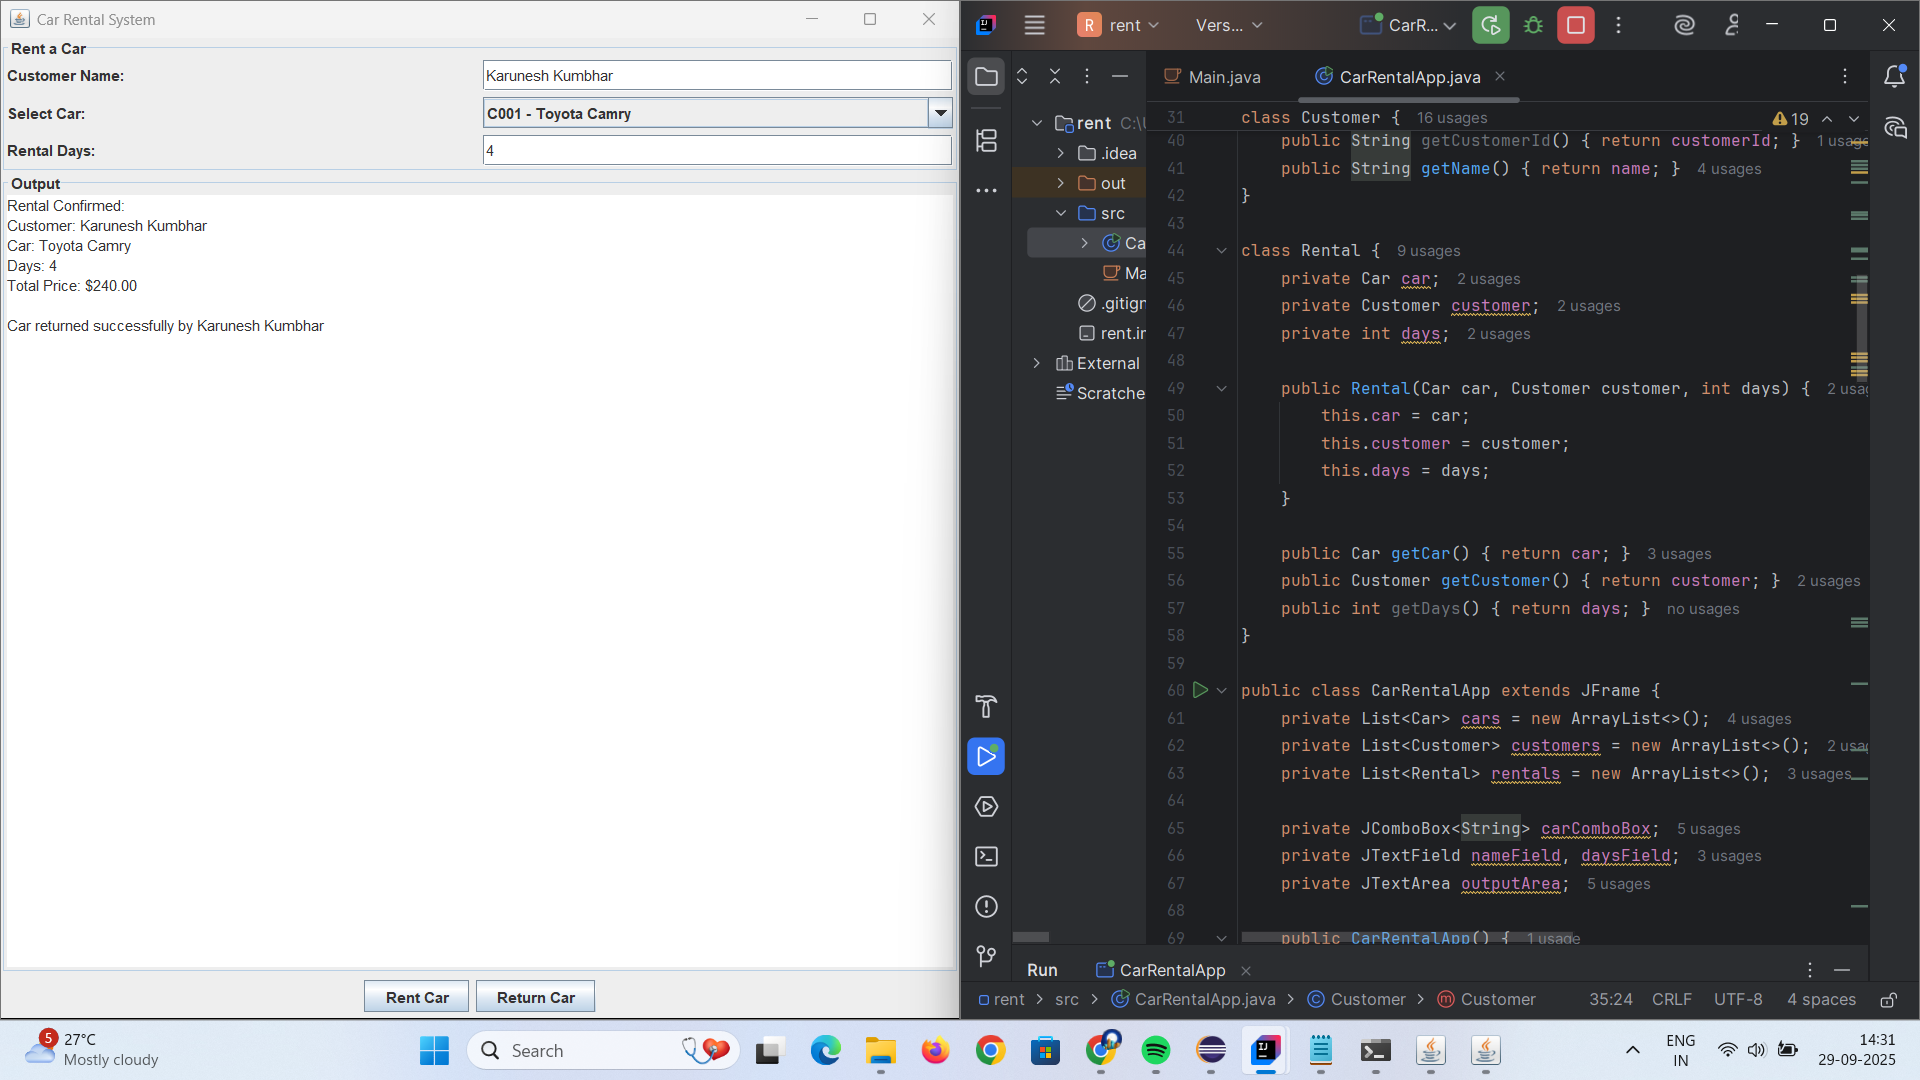 Car Rental System
Rent a Car
Customer Name:
Karunesh Kumbhar
Select Car:
C001 - Toyota Camry
Rental Days:
4
Output
Rental Confirmed:
Customer: Karunesh Kumbhar
Car: Toyota Camry
Days: 4
Total Price: $240.00
Car returned successfully by Karunesh Kumbhar
Rent Car
Return Car
R rent
Vers...
CarR...
Main.java
CarRentalApp.java
rent C:\
.idea
out
src
Ca
Ma
.gitign
rent.i
External
Scratche
19
31 class Customer { 16 usages
40 public String getCustomerId() { return customerId; } 1 usage
41 public String getName() { return name; } 4 usages
42 }
43
44 class Rental { 9 usages
45 private Car car; 2 usages
46 private Customer customer; 2 usages
47 private int days; 2 usages
48
49 public Rental(Car car, Customer customer, int days) { 2 usag
50 this.car = car;
51 this.customer = customer;
52 this.days = days;
53 }
54
55 public Car getCar() { return car; } 3 usages
56 public Customer getCustomer() { return customer; } 2 usages
57 public int getDays() { return days; } no usages
58 }
59
60 public class CarRentalApp extends JFrame {
61 private List<Car> cars = new ArrayList<>(); 4 usages
62 private List<Customer> customers = new ArrayList<>(); 2 usag
63 private List<Rental> rentals = new ArrayList<>(); 3 usages
64
65 private JComboBox<String> carComboBox; 5 usages
66 private JTextField nameField, daysField; 3 usages
67 private JTextArea outputArea; 5 usages
68
69 public CarRentalApp() { 1 usage
Run
CarRentalApp
rent > src > CarRentalApp.java > Customer > Customer
35:24 CRLF UTF-8 4 spaces
5
27°C
Mostly cloudy
Search
ENG
IN
14:31
29-09-2025